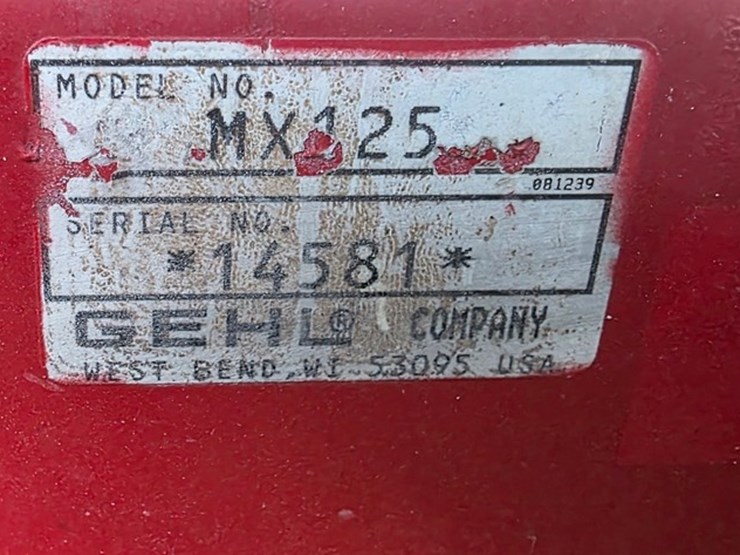 MODEL NO.
MX125
081239
SERIAL NO.
*14581*
GEHL® COMPANY
WEST BEND, WI 53095 USA